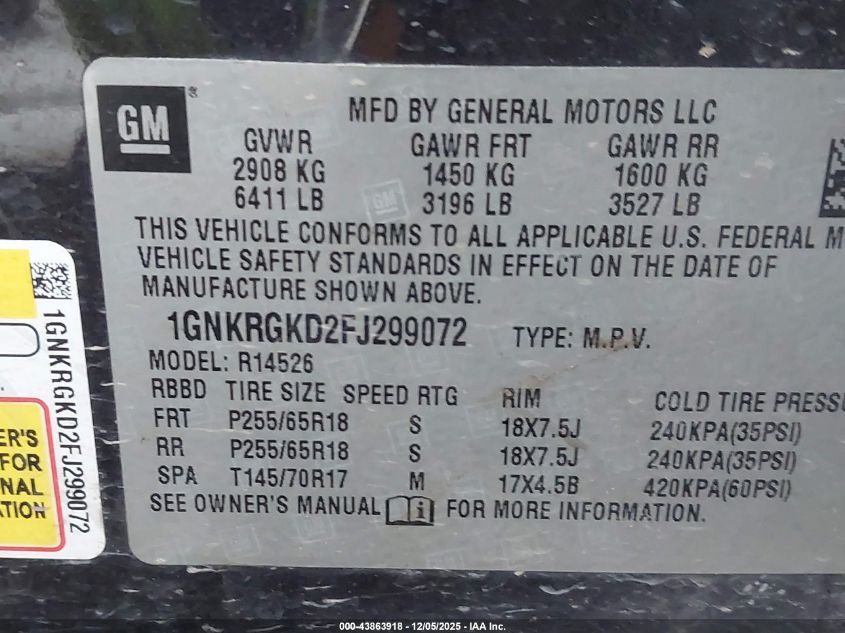 GM
MFD BY GENERAL MOTORS LLC
GVWR GAWR FRT GAWR RR
2908 KG 1450 KG 1600 KG
6411 LB 3196 LB 3527 LB
THIS VEHICLE CONFORMS TO ALL APPLICABLE U.S. FEDERAL M
VEHICLE SAFETY STANDARDS IN EFFECT ON THE DATE OF
MANUFACTURE SHOWN ABOVE.
1GNKRGKD2FJ299072 TYPE: M.P.V.
MODEL: R14526
RBBD TIRE SIZE SPEED RTG RIM COLD TIRE PRESSU
FRT P255/65R18 S 18X7.5J 240KPA(35PSI)
RR P255/65R18 S 18X7.5J 240KPA(35PSI)
SPA T145/70R17 M 17X4.5B 420KPA(60PSI)
SEE OWNER'S MANUAL FOR MORE INFORMATION.
1GNKRGKD2FJ299072
ER'S
FOR
NAL
ATION
000-43863918 - 12/05/2025 - IAA Inc.